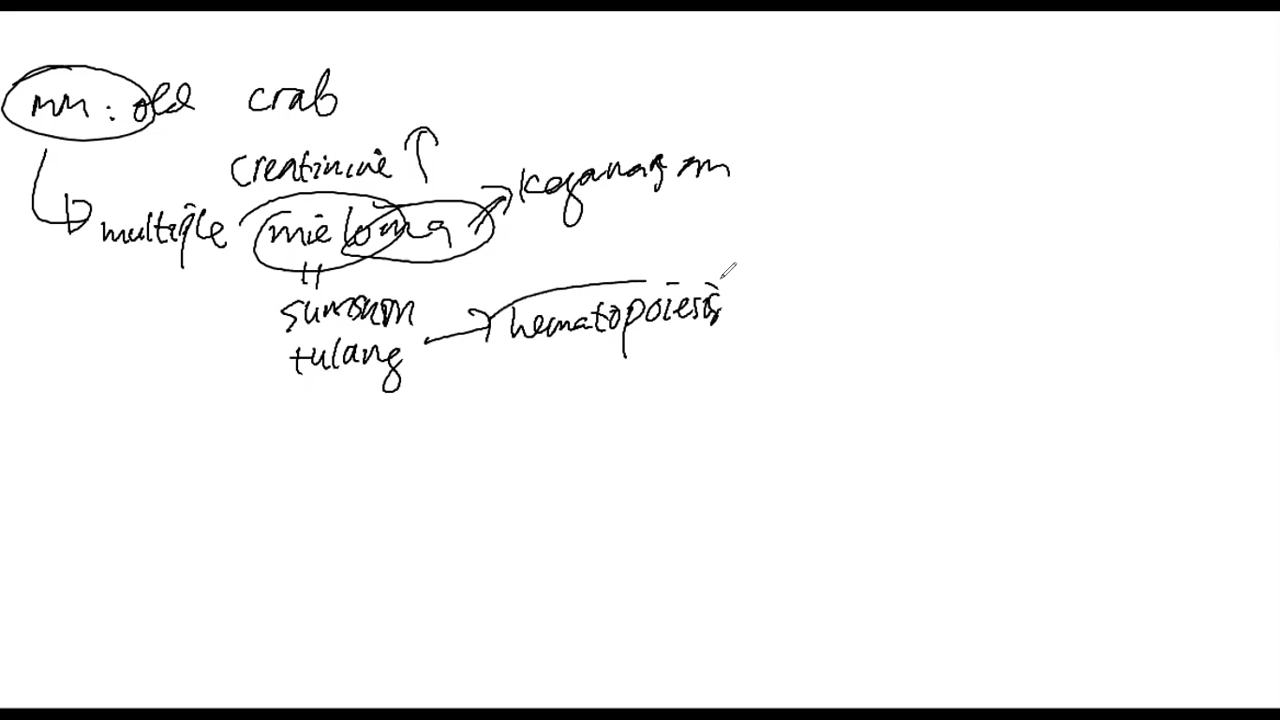 MM : old crab
creatinine ↑
multiple mieloma → keganasan
||
sumsum
tulang → hematopoiesis